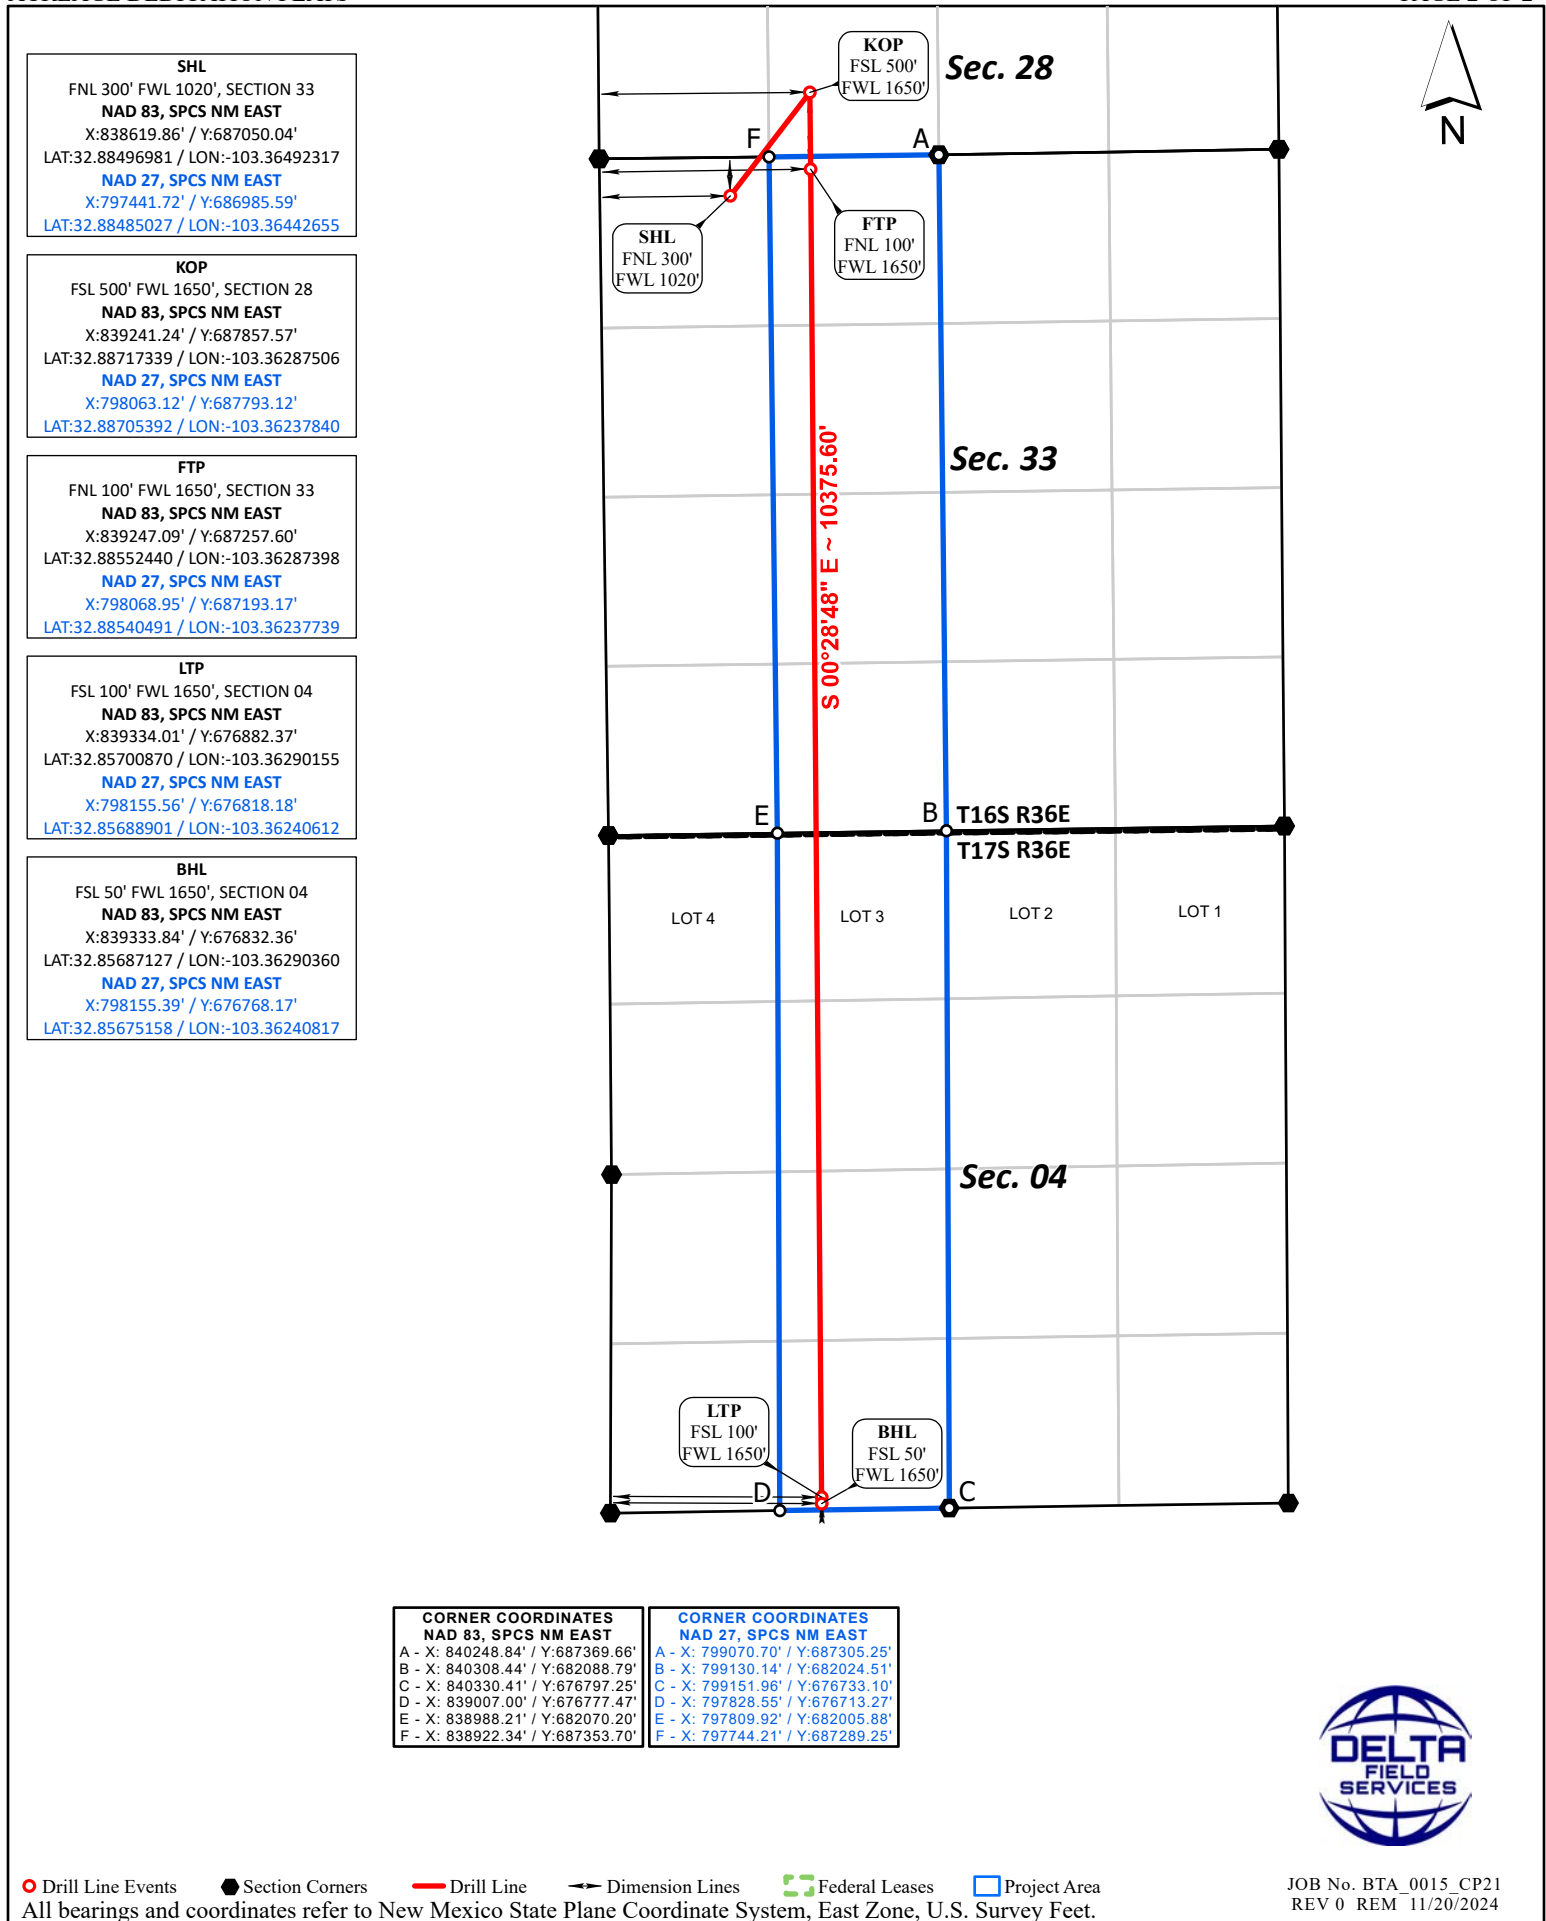 SHL
FNL 300' FWL 1020', SECTION 33
NAD 83, SPCS NM EAST
X:838619.86' / Y:687050.04'
LAT:32.88496981 / LON:-103.36492317
NAD 27, SPCS NM EAST
X:797441.72' / Y:686985.59'
LAT:32.88485027 / LON:-103.36442655
KOP
FSL 500' FWL 1650', SECTION 28
NAD 83, SPCS NM EAST
X:839241.24' / Y:687857.57'
LAT:32.88717339 / LON:-103.36287506
NAD 27, SPCS NM EAST
X:798063.12' / Y:687793.12'
LAT:32.88705392 / LON:-103.36237840
FTP
FNL 100' FWL 1650', SECTION 33
NAD 83, SPCS NM EAST
X:839247.09' / Y:687257.60'
LAT:32.88552440 / LON:-103.36287398
NAD 27, SPCS NM EAST
X:798068.95' / Y:687193.17'
LAT:32.88540491 / LON:-103.36237739
LTP
FSL 100' FWL 1650', SECTION 04
NAD 83, SPCS NM EAST
X:839334.01' / Y:676882.37'
LAT:32.85700870 / LON:-103.36290155
NAD 27, SPCS NM EAST
X:798155.56' / Y:676818.18'
LAT:32.85688901 / LON:-103.36240612
BHL
FSL 50' FWL 1650', SECTION 04
NAD 83, SPCS NM EAST
X:839333.84' / Y:676832.36'
LAT:32.85687127 / LON:-103.36290360
NAD 27, SPCS NM EAST
X:798155.39' / Y:676768.17'
LAT:32.85675158 / LON:-103.36240817
KOP
FSL 500'
FWL 1650'
Sec. 28
N
F
A
SHL
FNL 300'
FWL 1020'
FTP
FNL 100'
FWL 1650'
Sec. 33
S 00°28'48" E ~ 10375.60'
E
B
T16S R36E
T17S R36E
LOT 4
LOT 3
LOT 2
LOT 1
Sec. 04
LTP
FSL 100'
FWL 1650'
BHL
FSL 50'
FWL 1650'
D
C
CORNER COORDINATES
NAD 83, SPCS NM EAST
A - X: 840248.84' / Y:687369.66'
B - X: 840308.44' / Y:682088.79'
C - X: 840330.41' / Y:676797.25'
D - X: 839007.00' / Y:676777.47'
E - X: 838988.21' / Y:682070.20'
F - X: 838922.34' / Y:687353.70'
CORNER COORDINATES
NAD 27, SPCS NM EAST
A - X: 799070.70' / Y:687305.25'
B - X: 799130.14' / Y:682024.51'
C - X: 799151.96' / Y:676733.10'
D - X: 797828.55' / Y:676713.27'
E - X: 797809.92' / Y:682005.88'
F - X: 797744.21' / Y:687289.25'
DELTA
FIELD
SERVICES
Drill Line Events
Section Corners
Drill Line
Dimension Lines
Federal Leases
Project Area
All bearings and coordinates refer to New Mexico State Plane Coordinate System, East Zone, U.S. Survey Feet.
JOB No. BTA_0015_CP21
REV 0 REM 11/20/2024